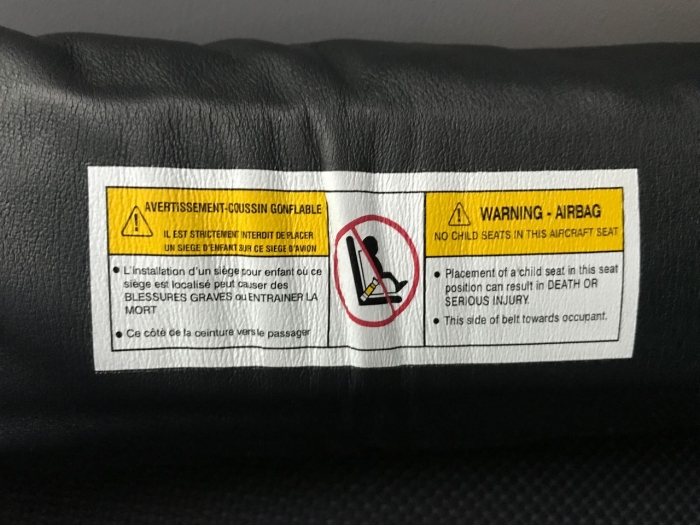 AVERTISSEMENT-COUSSIN GONFLABLE
IL EST STRICTEMENT INTERDIT DE PLACER
UN SIEGE D'ENFANT SUR CE SIEGE D'AVION
• L'installation d'un siège pour enfant où ce
siège est localisé peut causer des
BLESSURES GRAVES ou ENTRAINER LA
MORT
• Ce côté de la ceinture vers le passager
WARNING - AIRBAG
NO CHILD SEATS IN THIS AIRCRAFT SEAT
• Placement of a child seat in this seat
position can result in DEATH OR
SERIOUS INJURY.
• This side of belt towards occupant.